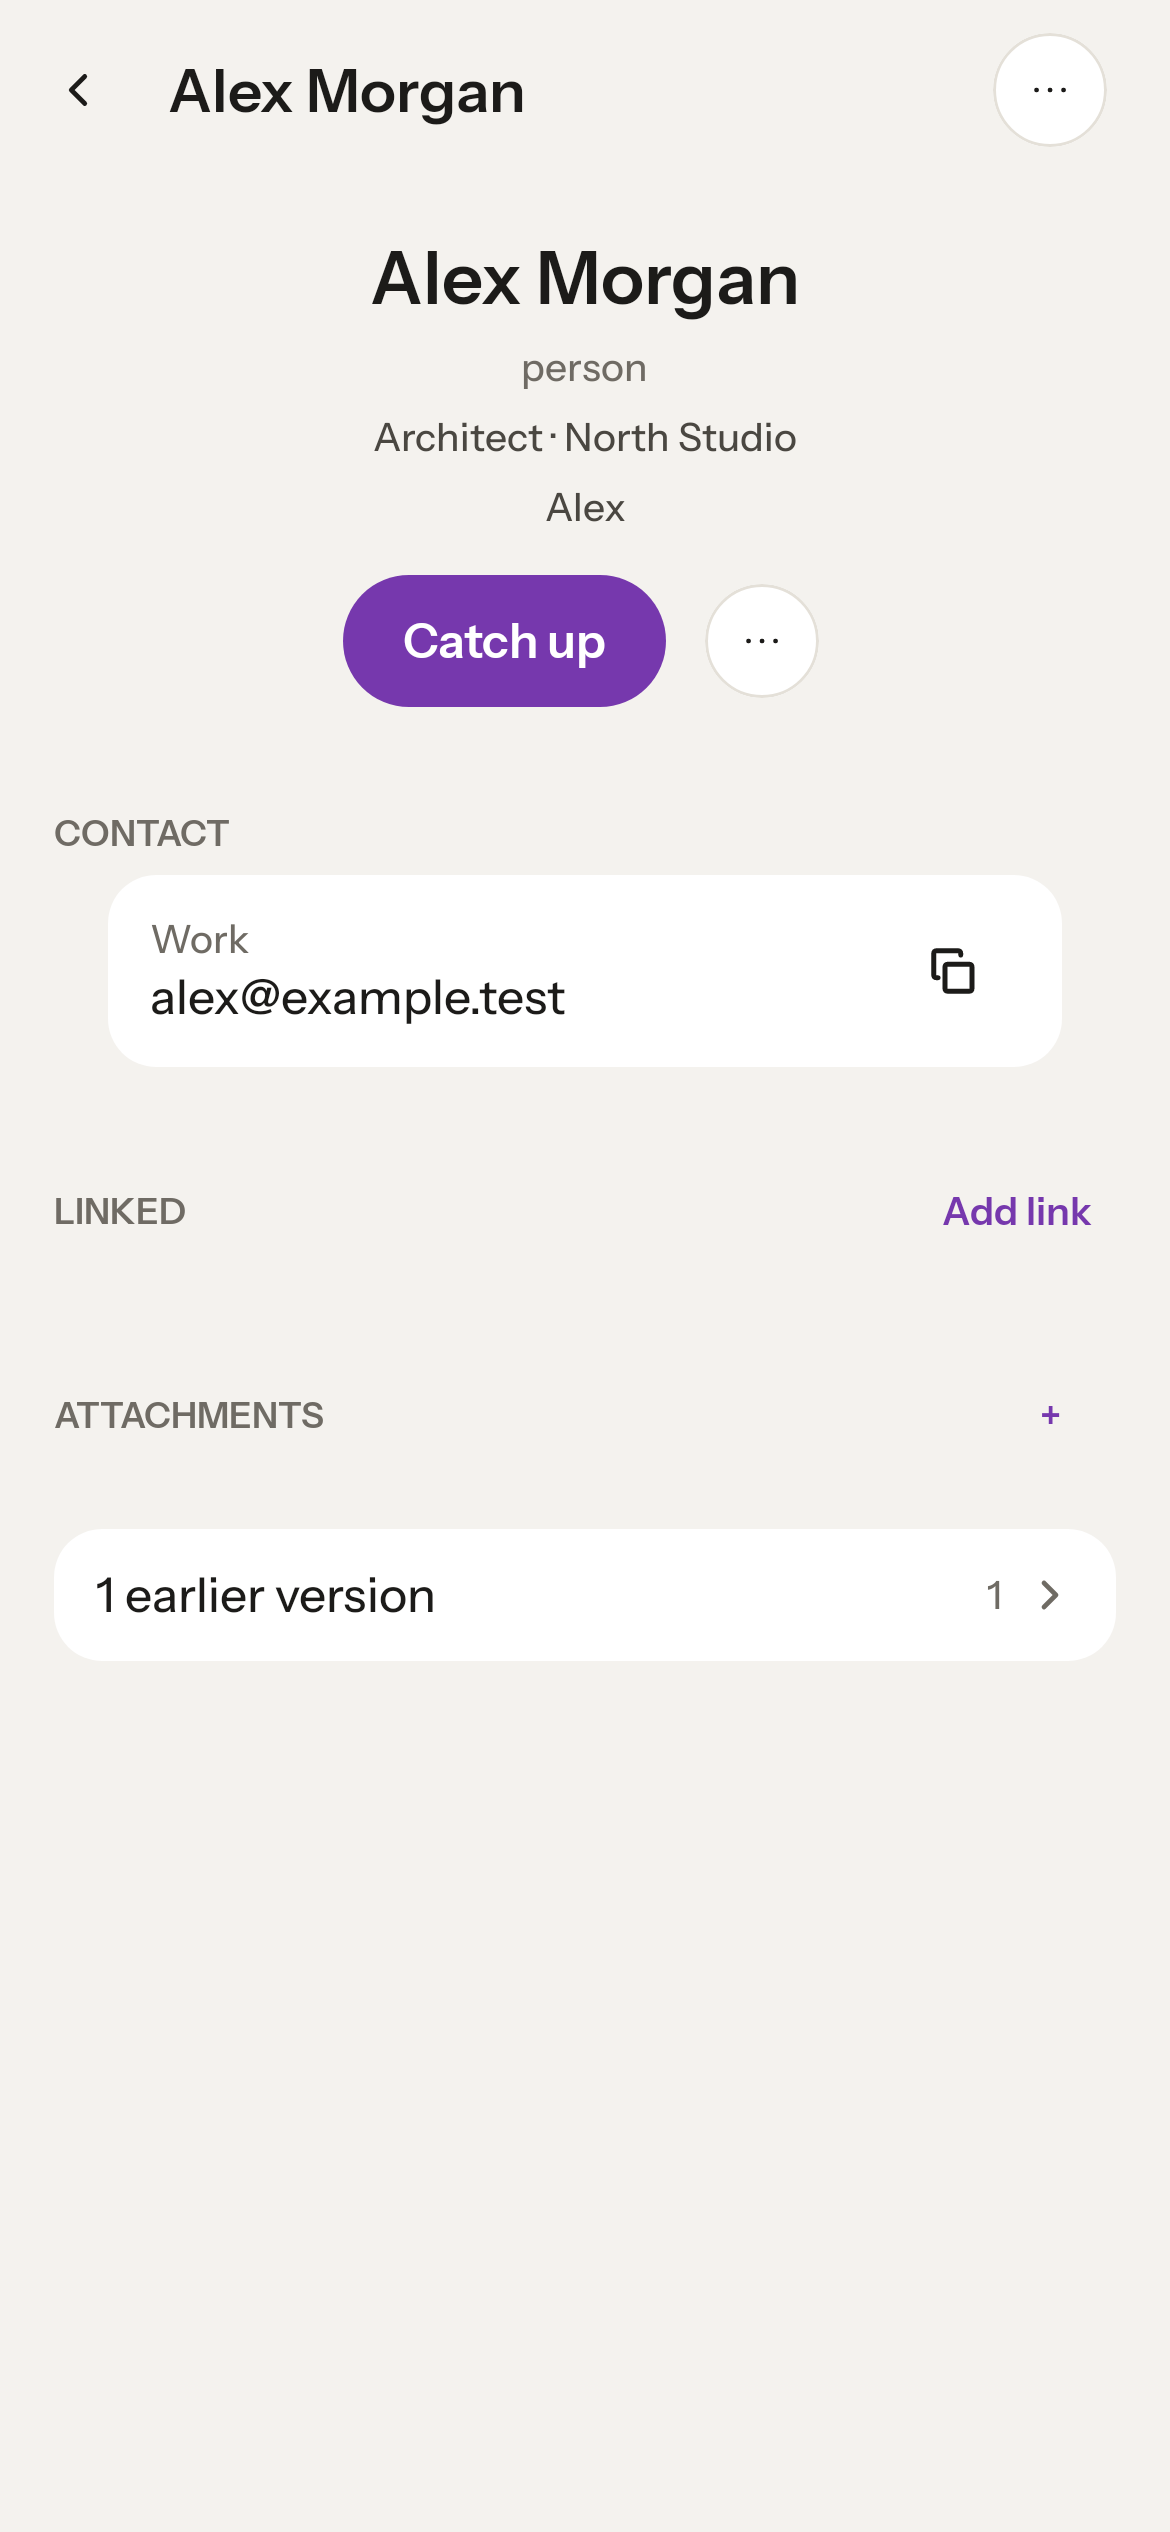 Alex Morgan
Alex Morgan
person
Architect · North Studio
Alex
Catch up
CONTACT
Work
alex@example.test
LINKED
Add link
ATTACHMENTS
+
1 earlier version
1